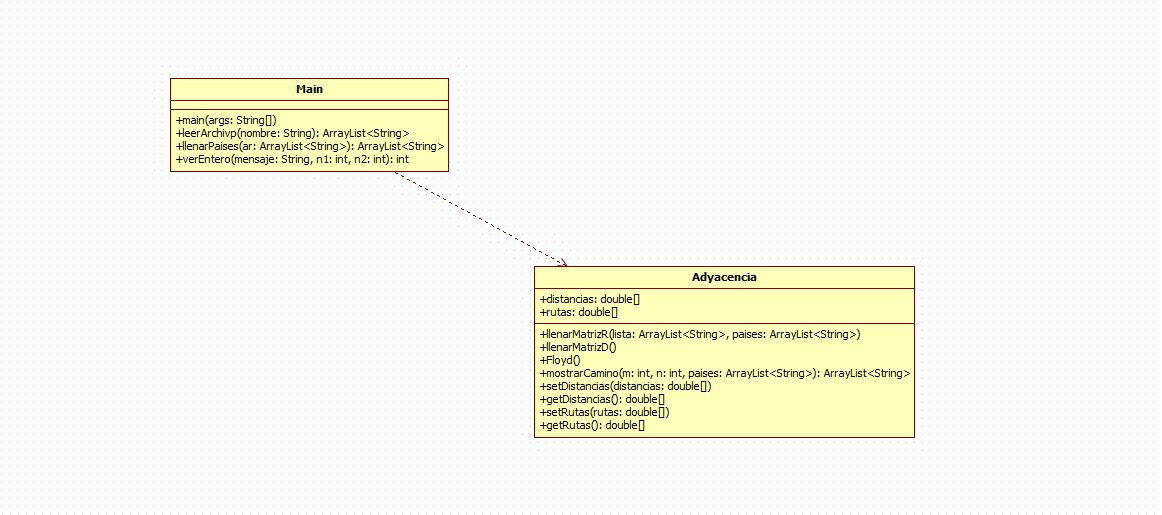 Main
+main(args: String[])
+leerArchivp(nombre: String): ArrayList<String>
+llenarPaises(ar: ArrayList<String>): ArrayList<String>
+verEntero(mensaje: String, n1: int, n2: int): int
Adyacencia
+distancias: double[]
+rutas: double[]
+llenarMatrizR(lista: ArrayList<String>, paises: ArrayList<String>)
+llenarMatrizD()
+Floyd()
+mostrarCamino(m: int, n: int, paises: ArrayList<String>): ArrayList<String>
+setDistancias(distancias: double[])
+getDistancias(): double[]
+setRutas(rutas: double[])
+getRutas(): double[]